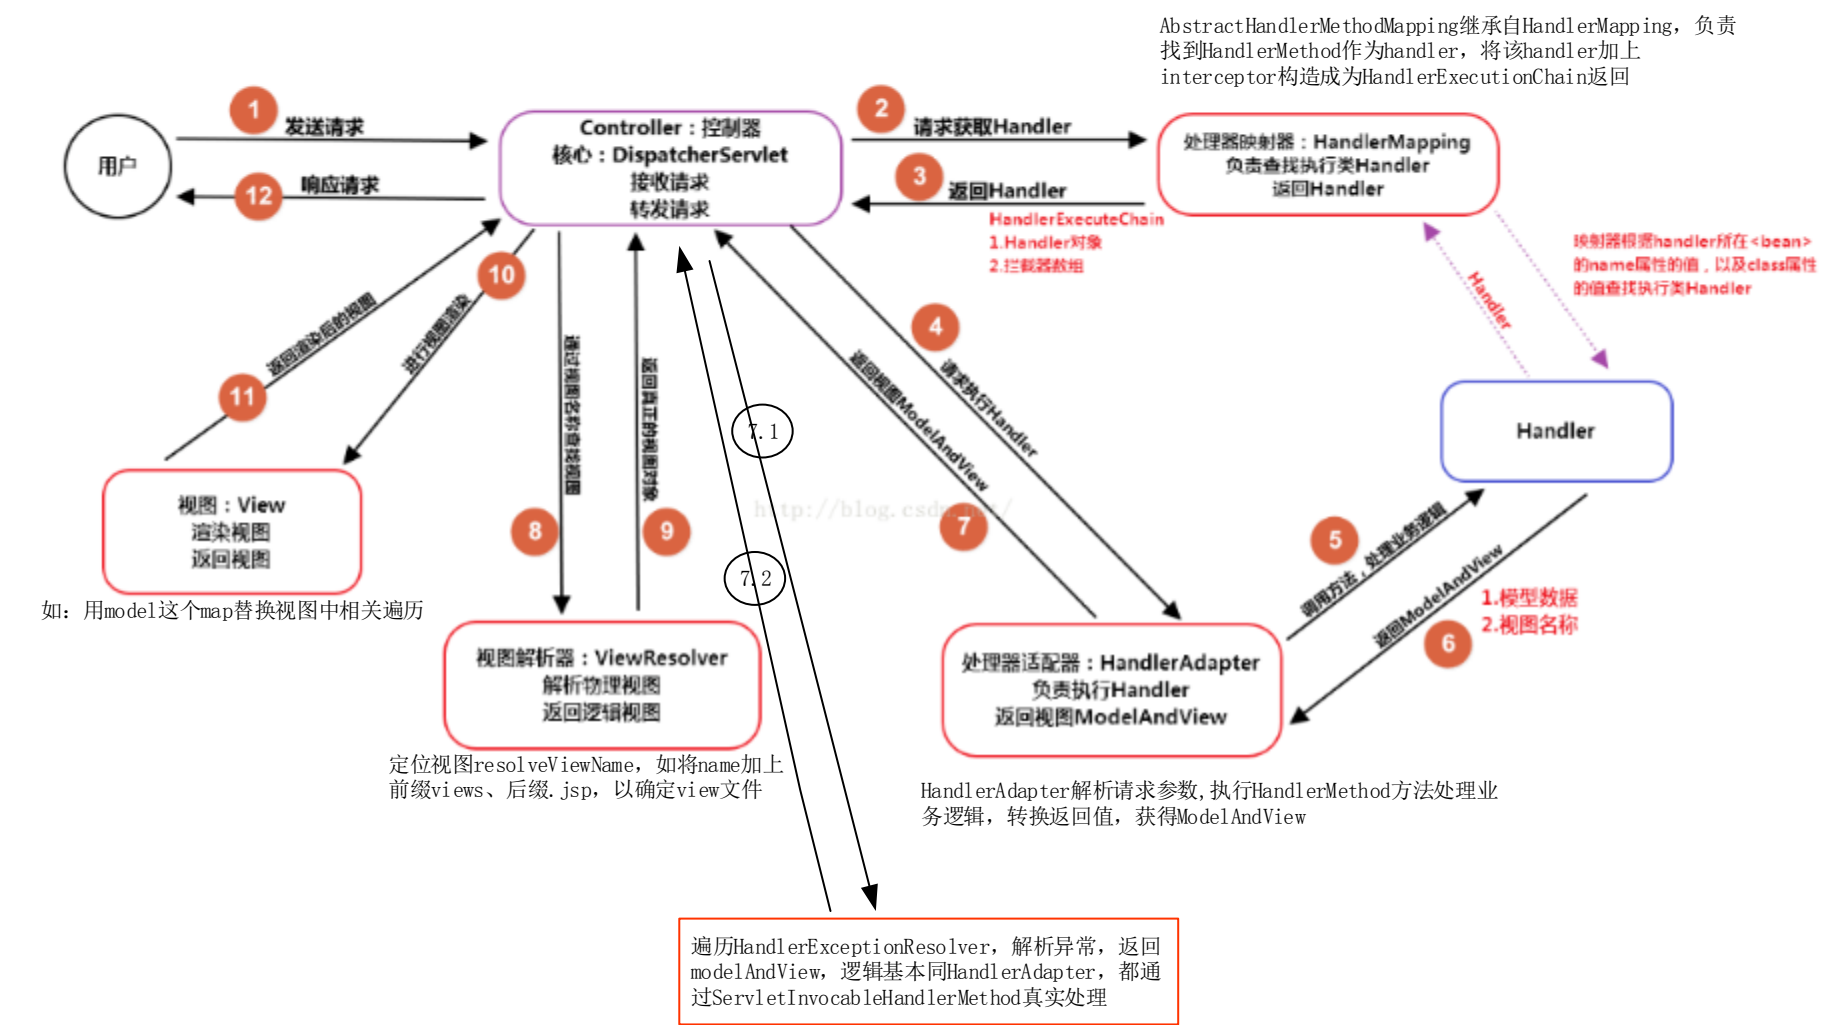 AbstractHandlerMethodMapping继承自HandlerMapping，负责
找到HandlerMethod作为handler，将该handler加上
interceptor构造成为HandlerExecutionChain返回
1
发送请求
用户
12
响应请求
Controller：控制器
核心：DispatcherServlet
接收请求
转发请求
2
请求获取Handler
3
返回Handler
HandlerExecuteChain
1.Handler对象
2.拦截器数组
处理器映射器：HandlerMapping
负责查找执行类Handler
返回Handler
映射器根据handler所在<bean>
的name属性的值，以及class属性
的值查找执行类Handler
Handler
Handler
10
进行视图渲染
11
返回渲染后的视图
视图：View
渲染视图
返回视图
如：用model这个map替换视图中相关遍历
8
通过视图名称查找视图
9
返回真正的视图对象
7.1
7.2
4
请求执行Handler
7
返回视图ModelAndView
http://blog.csdn.net/
5
调用方法，处理业务逻辑
6
返回ModelAndView
1.模型数据
2.视图名称
视图解析器：ViewResolver
解析物理视图
返回逻辑视图
定位视图resolveViewName，如将name加上
前缀views、后缀.jsp，以确定view文件
处理器适配器：HandlerAdapter
负责执行Handler
返回视图ModelAndView
HandlerAdapter解析请求参数,执行HandlerMethod方法处理业
务逻辑，转换返回值，获得ModelAndView
遍历HandlerExceptionResolver，解析异常，返回
modelAndView，逻辑基本同HandlerAdapter，都通
过ServletInvocableHandlerMethod真实处理